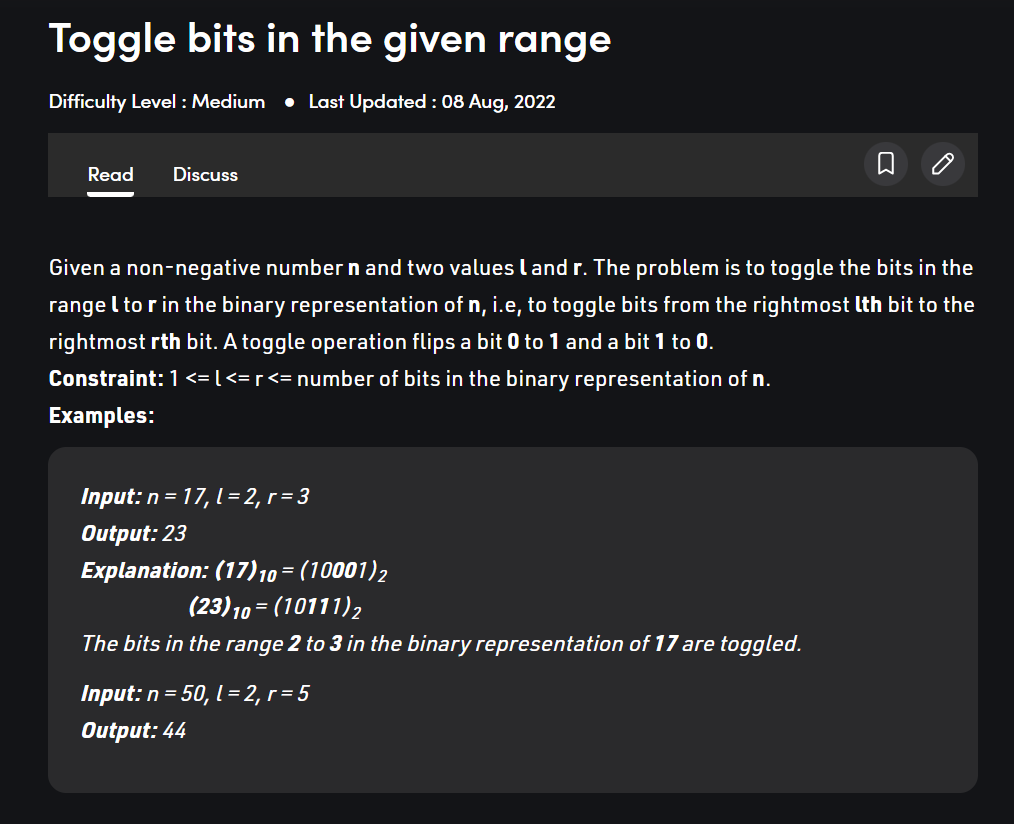 Toggle bits in the given range
Difficulty Level : Medium ● Last Updated : 08 Aug, 2022
Read Discuss
Given a non-negative number n and two values l and r. The problem is to toggle the bits in the
range l to r in the binary representation of n, i.e, to toggle bits from the rightmost lth bit to the
rightmost rth bit. A toggle operation flips a bit 0 to 1 and a bit 1 to 0.
Constraint: 1 <= l <= r <= number of bits in the binary representation of n.
Examples:
Input: n = 17, l = 2, r = 3
Output: 23
Explanation: (17)₁₀ = (10001)₂
(23)₁₀ = (10111)₂
The bits in the range 2 to 3 in the binary representation of 17 are toggled.
Input: n = 50, l = 2, r = 5
Output: 44